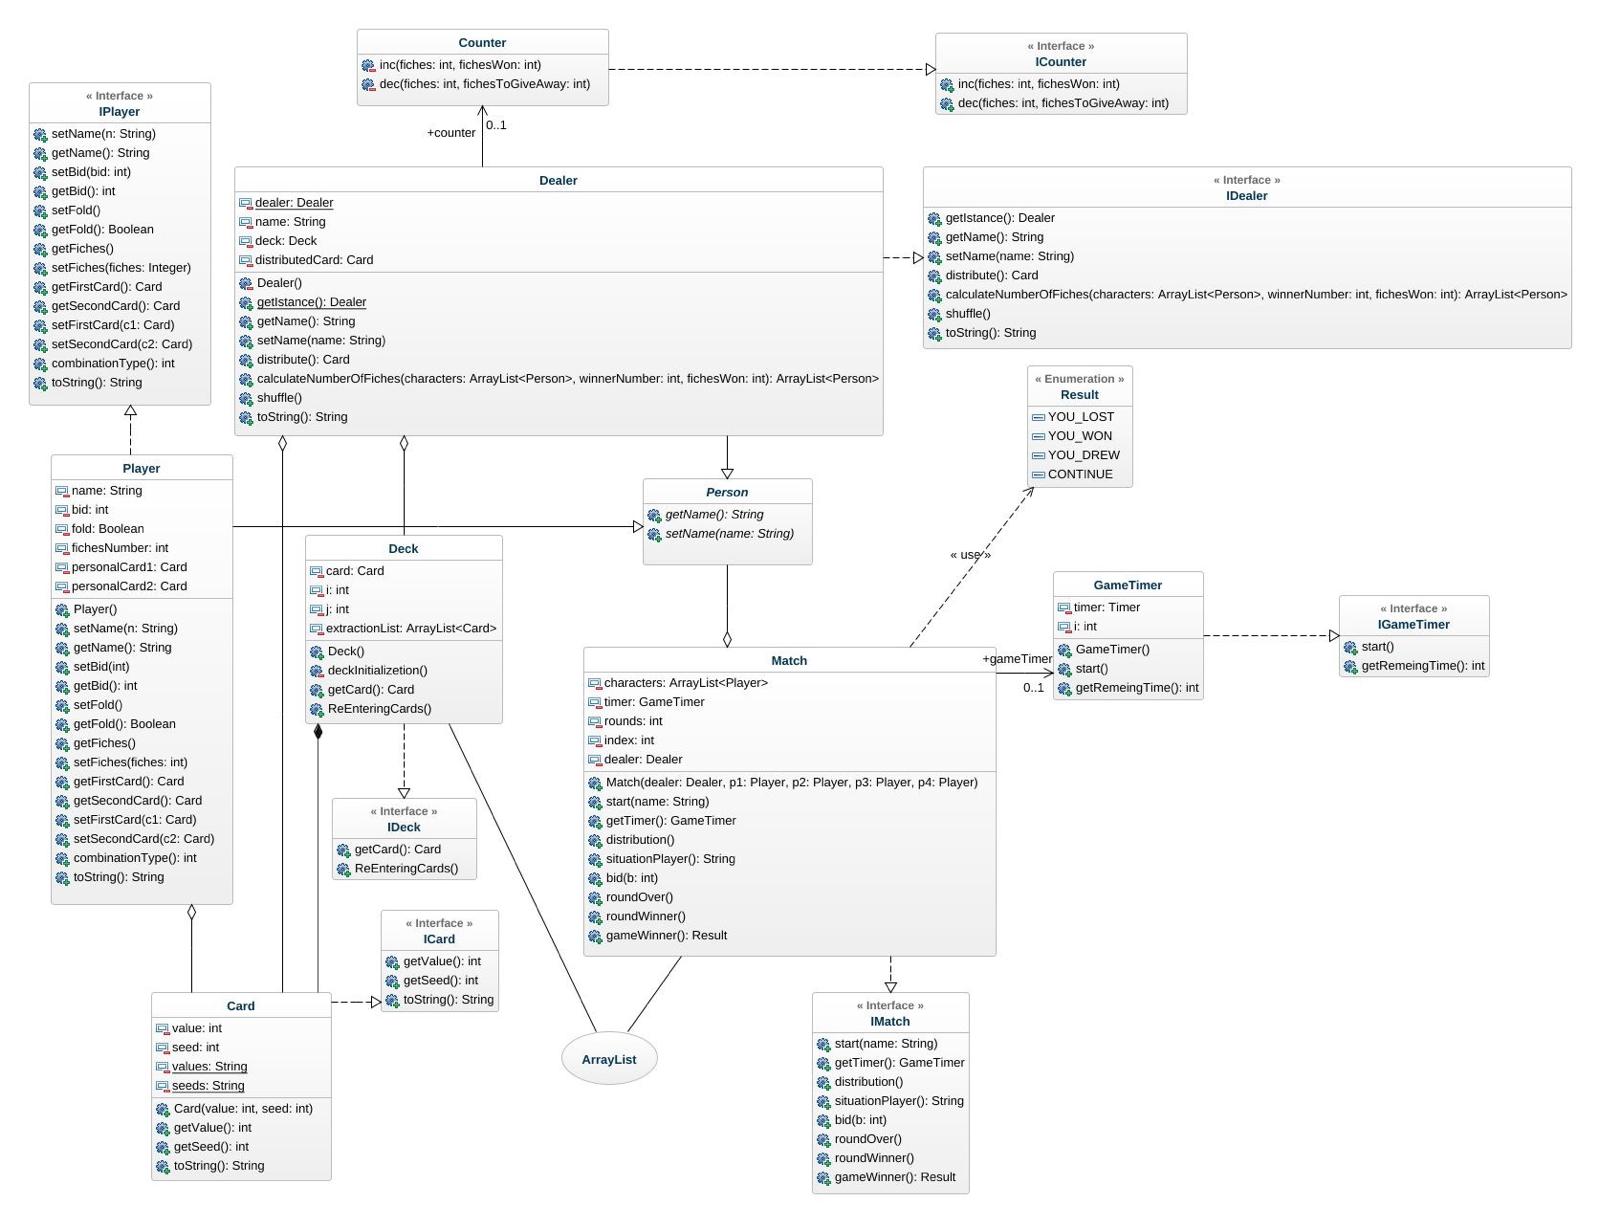 Counter
inc(fiches: int, fichesWon: int)
dec(fiches: int, fichesToGiveAway: int)
« Interface »
ICounter
inc(fiches: int, fichesWon: int)
dec(fiches: int, fichesToGiveAway: int)
« Interface »
IPlayer
setName(n: String)
getName(): String
setBid(bid: int)
getBid(): int
setFold()
getFold(): Boolean
getFiches()
setFiches(fiches: Integer)
getFirstCard(): Card
getSecondCard(): Card
setFirstCard(c1: Card)
setSecondCard(c2: Card)
combinationType(): int
toString(): String
+counter
0..1
Dealer
dealer: Dealer
name: String
deck: Deck
distributedCard: Card
Dealer()
getIstance(): Dealer
getName(): String
setName(name: String)
distribute(): Card
calculateNumberOfFiches(characters: ArrayList<Person>, winnerNumber: int, fichesWon: int): ArrayList<Person>
shuffle()
toString(): String
« Interface »
IDealer
getIstance(): Dealer
getName(): String
setName(name: String)
distribute(): Card
calculateNumberOfFiches(characters: ArrayList<Person>, winnerNumber: int, fichesWon: int): ArrayList<Person>
shuffle()
toString(): String
« Enumeration »
Result
YOU_LOST
YOU_WON
YOU_DREW
CONTINUE
Player
name: String
bid: int
fold: Boolean
fichesNumber: int
personalCard1: Card
personalCard2: Card
Player()
setName(n: String)
getName(): String
setBid(int)
getBid(): int
setFold()
getFold(): Boolean
getFiches()
setFiches(fiches: int)
getFirstCard(): Card
getSecondCard(): Card
setFirstCard(c1: Card)
setSecondCard(c2: Card)
combinationType(): int
toString(): String
Person
getName(): String
setName(name: String)
Deck
card: Card
i: int
j: int
extractionList: ArrayList<Card>
Deck()
deckInitializetion()
getCard(): Card
ReEnteringCards()
« use »
GameTimer
timer: Timer
i: int
GameTimer()
start()
getRemeingTime(): int
« Interface »
IGameTimer
start()
getRemeingTime(): int
+gameTimer
0..1
Match
characters: ArrayList<Player>
timer: GameTimer
rounds: int
index: int
dealer: Dealer
Match(dealer: Dealer, p1: Player, p2: Player, p3: Player, p4: Player)
start(name: String)
getTimer(): GameTimer
distribution()
situationPlayer(): String
bid(b: int)
roundOver()
roundWinner()
gameWinner(): Result
« Interface »
IDeck
getCard(): Card
ReEnteringCards()
« Interface »
ICard
getValue(): int
getSeed(): int
toString(): String
Card
value: int
seed: int
values: String
seeds: String
Card(value: int, seed: int)
getValue(): int
getSeed(): int
toString(): String
ArrayList
« Interface »
IMatch
start(name: String)
getTimer(): GameTimer
distribution()
situationPlayer(): String
bid(b: int)
roundOver()
roundWinner()
gameWinner(): Result